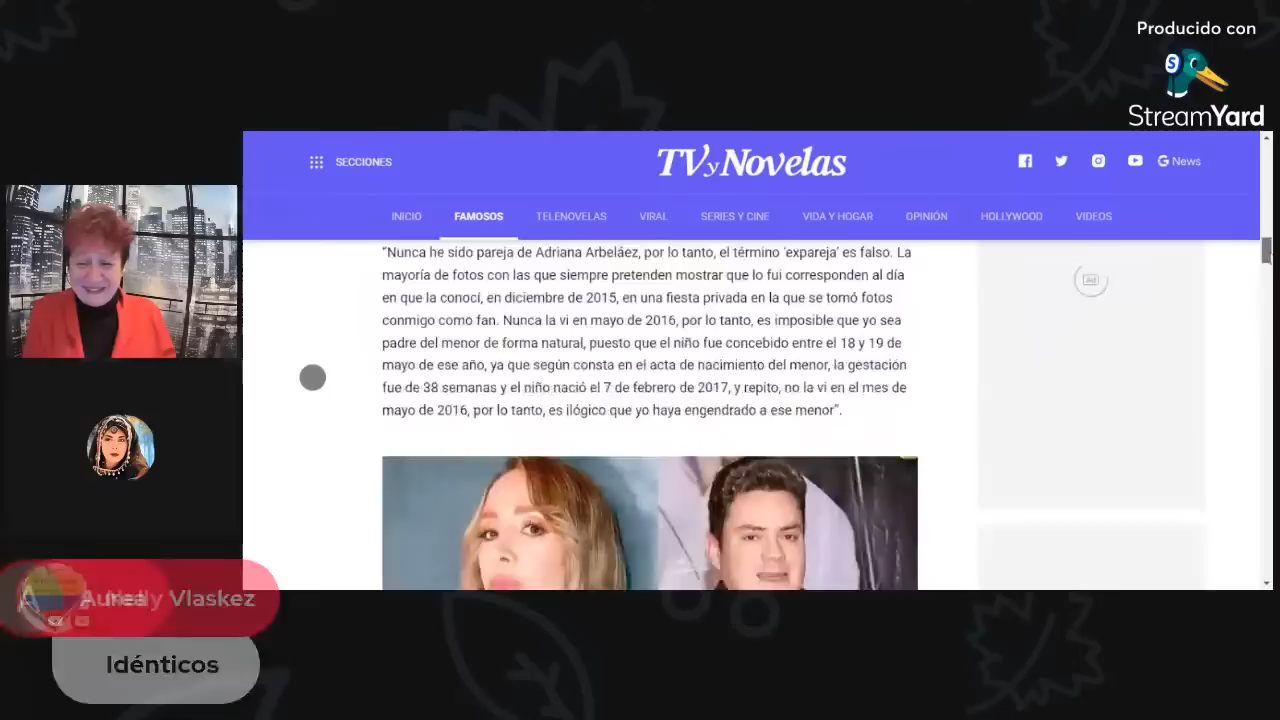 Producido con
StreamYard
SECCIONES
TVyNovelas
G News
INICIO
FAMOSOS
TELENOVELAS
VIRAL
SERIES Y CINE
VIDA Y HOGAR
OPINIÓN
HOLLYWOOD
VIDEOS
“Nunca he sido pareja de Adriana Arbeláez, por lo tanto, el término ‘expareja’ es falso. La
mayoría de fotos con las que siempre pretenden mostrar que lo fui corresponden al día
en que la conocí, en diciembre de 2015, en una fiesta privada en la que se tomó fotos
conmigo como fan. Nunca la vi en mayo de 2016, por lo tanto, es imposible que yo sea
padre del menor de forma natural, puesto que el niño fue concebido entre el 18 y 19 de
mayo de ese año, ya que según consta en el acta de nacimiento del menor, la gestación
fue de 38 semanas y el niño nació el 7 de febrero de 2017, y repito, no la vi en el mes de
mayo de 2016, por lo tanto, es ilógico que yo haya engendrado a ese menor”.
Ad
Vlaskez
Idénticos